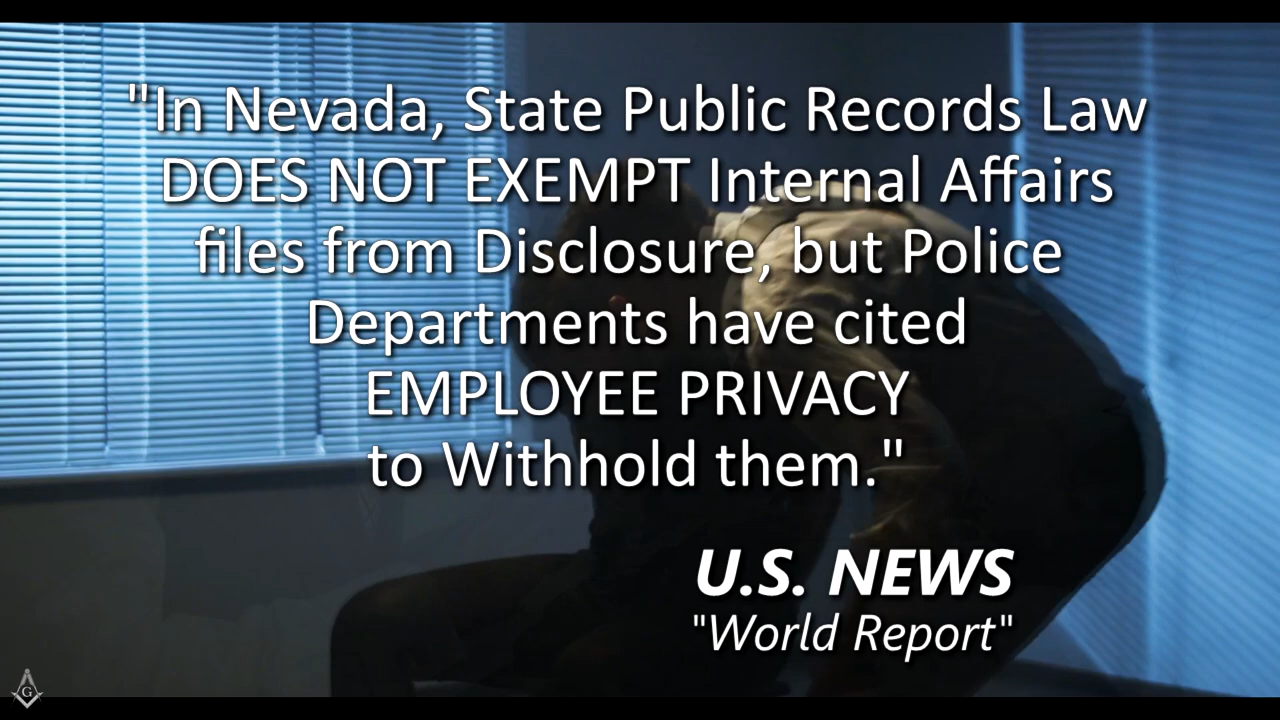 "In Nevada, State Public Records Law
DOES NOT EXEMPT Internal Affairs
files from Disclosure, but Police
Departments have cited
EMPLOYEE PRIVACY
to Withhold them."
U.S. NEWS
"World Report"
G